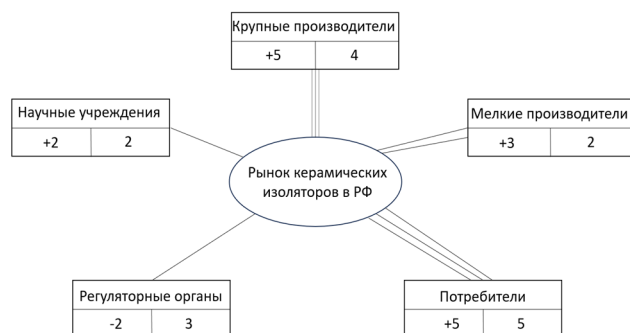 Крупные производители
+5 4
Научные учреждения
+2 2
Мелкие производители
+3 2
Рынок керамических
изоляторов в РФ
Регуляторные органы
-2 3
Потребители
+5 5